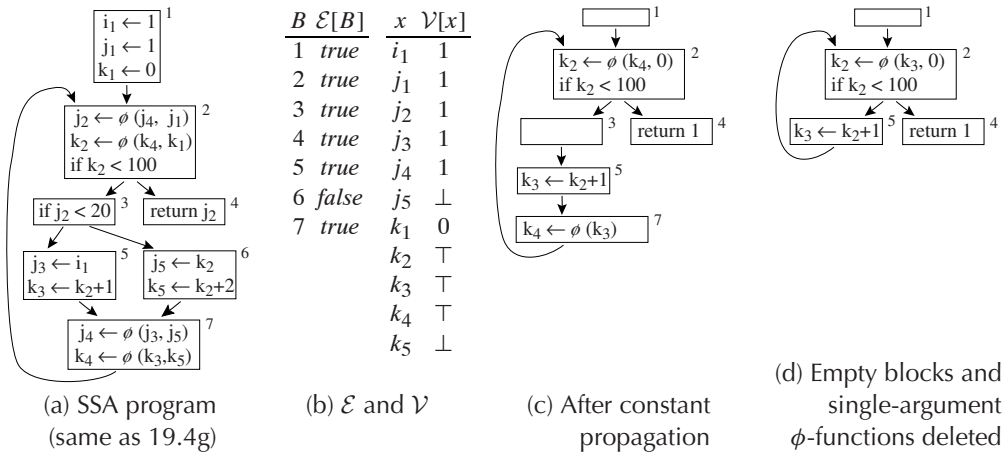 i₁ ← 1 1
j₁ ← 1
k₁ ← 0
j₂ ← ϕ (j₄, j₁) 2
k₂ ← ϕ (k₄, k₁)
if k₂ < 100
if j₂ < 20 3
return j₂ 4
j₃ ← i₁ 5
k₃ ← k₂+1
j₅ ← k₂ 6
k₅ ← k₂+2
j₄ ← ϕ (j₃, j₅) 7
k₄ ← ϕ (k₃,k₅)
(a) SSA program
(same as 19.4g)
B ℰ[B] x 𝒱[x]
1 true i₁ 1
2 true j₁ 1
3 true j₂ 1
4 true j₃ 1
5 true j₄ 1
6 false j₅ ⊥
7 true k₁ 0
k₂ ⊤
k₃ ⊤
k₄ ⊤
k₅ ⊥
(b) ℰ and 𝒱
1
k₂ ← ϕ (k₄, 0) 2
if k₂ < 100
3
return 1 4
k₃ ← k₂+1 5
k₄ ← ϕ (k₃) 7
(c) After constant
propagation
1
k₂ ← ϕ (k₃, 0) 2
if k₂ < 100
k₃ ← k₂+1 5
return 1 4
(d) Empty blocks and
single-argument
ϕ-functions deleted